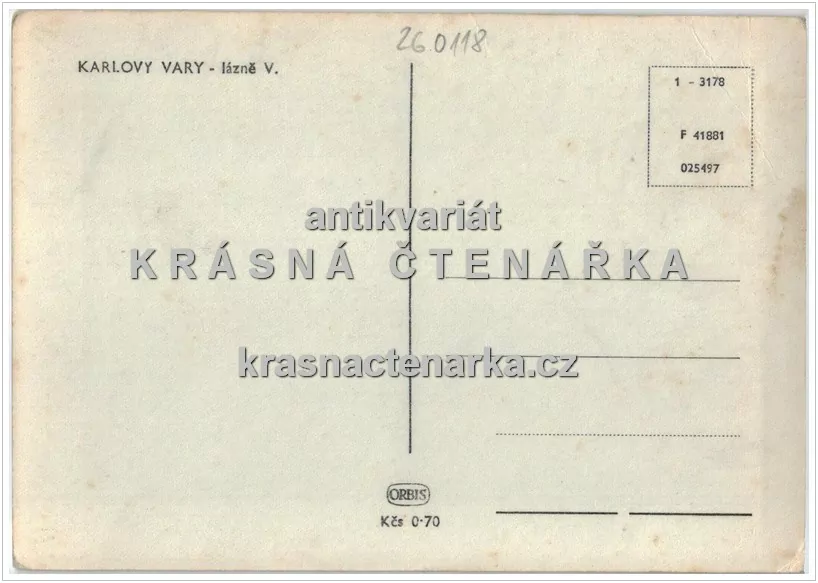 26.0118
KARLOVY VARY - lázně V.
1 - 3178
F 41881
025497
antikvariát
KRÁSNÁ ČTENÁŘKA
krasnactenarka.cz
ORBIS
Kčs 0·70